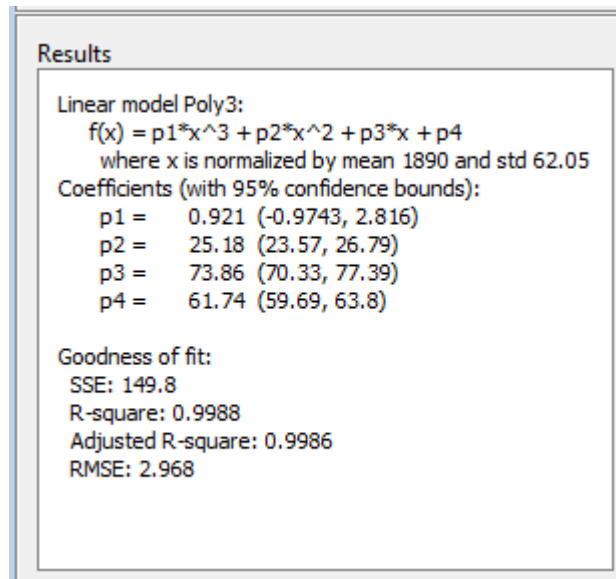 Results
Linear model Poly3:
f(x) = p1*x^3 + p2*x^2 + p3*x + p4
where x is normalized by mean 1890 and std 62.05
Coefficients (with 95% confidence bounds):
p1 = 0.921 (-0.9743, 2.816)
p2 = 25.18 (23.57, 26.79)
p3 = 73.86 (70.33, 77.39)
p4 = 61.74 (59.69, 63.8)
Goodness of fit:
SSE: 149.8
R-square: 0.9988
Adjusted R-square: 0.9986
RMSE: 2.968